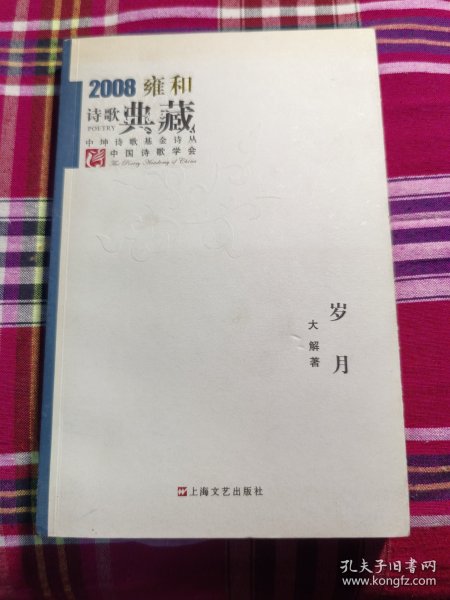 2008 雍和
诗歌 典藏
POETRY
中坤诗歌基金诗丛
中国诗歌学会
The Poetry Academy of China
岁月
大解 著
上海文艺出版社
孔夫子旧书网
www.kongfz.com